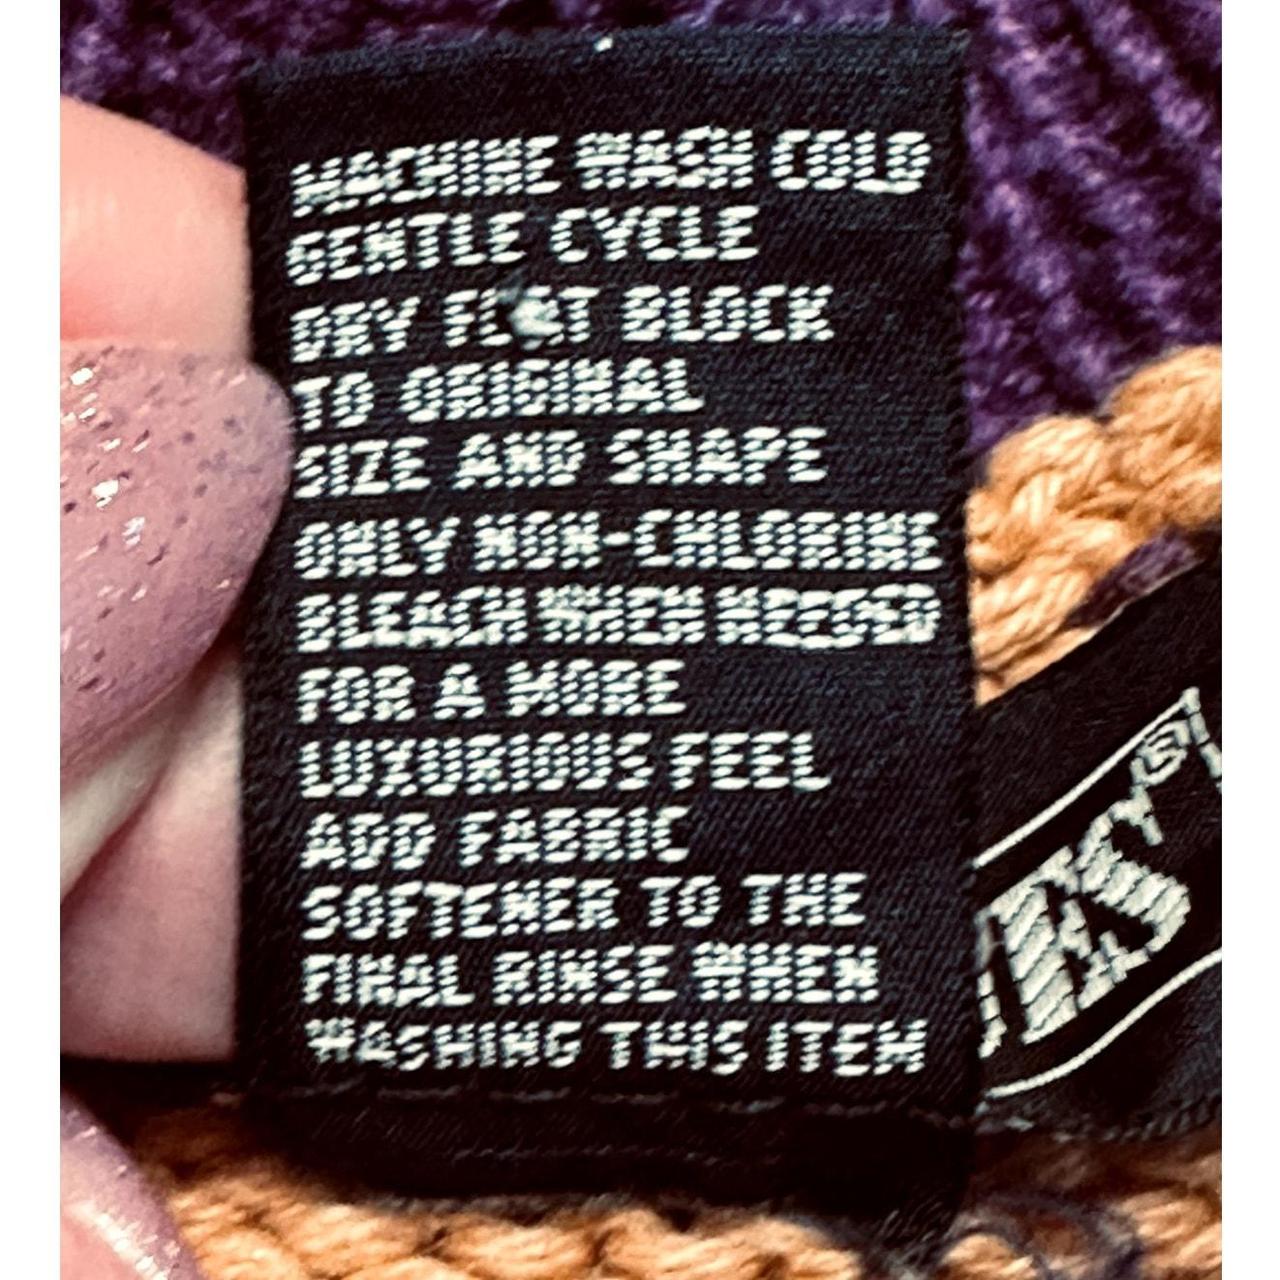 MACHINE WASH COLD
GENTLE CYCLE
DRY FLAT BLOCK
TO ORIGINAL
SIZE AND SHAPE
ONLY NON-CHLORINE
BLEACH WHEN NEEDED
FOR A MORE
LUXURIOUS FEEL
ADD FABRIC
SOFTENER TO THE
FINAL RINSE WHEN
WASHING THIS ITEM